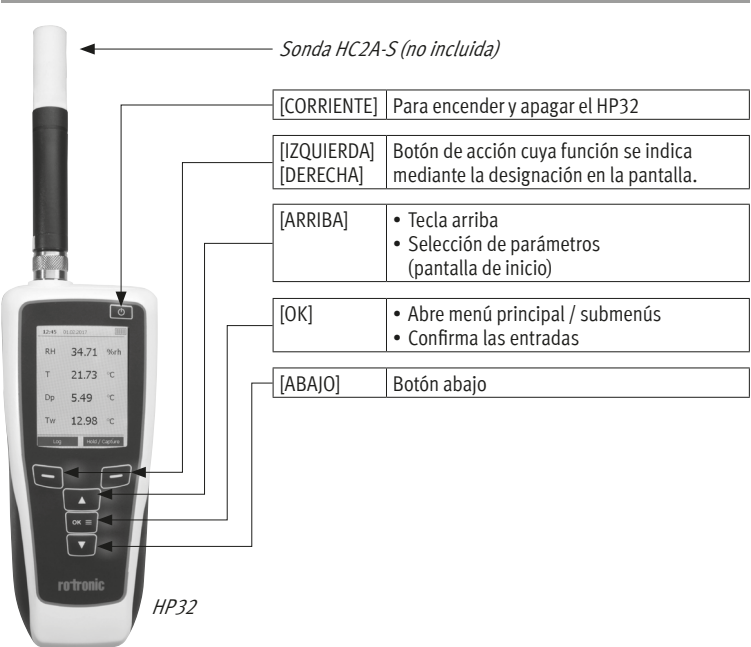 Sonda HC2A-S (no incluida)
[CORRIENTE] Para encender y apagar el HP32
[IZQUIERDA] Botón de acción cuya función se indica
[DERECHA] mediante la designación en la pantalla.
[ARRIBA] • Tecla arriba
• Selección de parámetros
(pantalla de inicio)
[OK] • Abre menú principal / submenús
• Confirma las entradas
[ABAJO] Botón abajo
12:45 01.02.2017
RH 34.71 %rh
T 21.73 °C
Dp 5.49 °C
Tw 12.98 °C
Log Hold / Capture
OK
rotronic
HP32